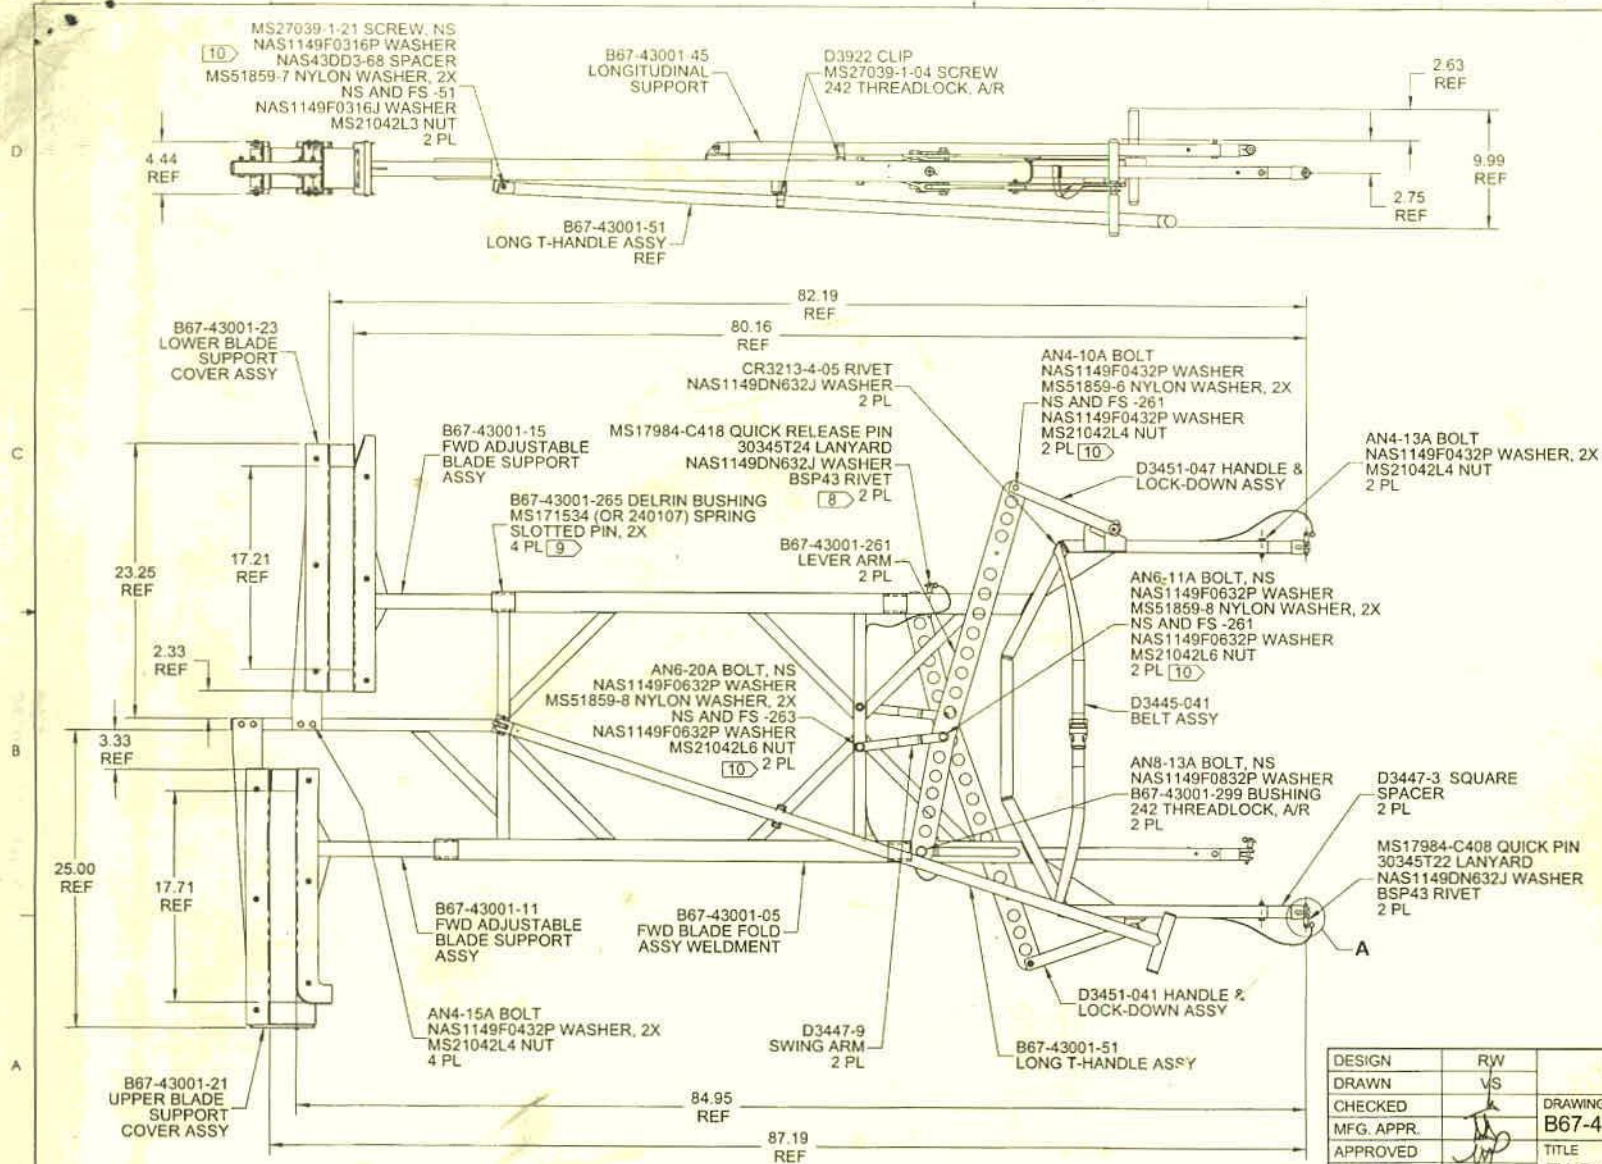 MS27039-1-21 SCREW, NS
10
NAS1149F0316P WASHER
NAS43DD3-68 SPACER
MS51859-7 NYLON WASHER, 2X
NS AND FS -51
NAS1149F0316J WASHER
MS21042L3 NUT
2 PL
B67-43001-45
LONGITUDINAL
SUPPORT
D3922 CLIP
MS27039-1-04 SCREW
242 THREADLOCK, A/R
2.63
REF
D
4.44
REF
9.99
REF
2.75
REF
B67-43001-51
LONG T-HANDLE ASSY
REF
82.19
REF
80.16
REF
B67-43001-23
LOWER BLADE
SUPPORT
COVER ASSY
CR3213-4-05 RIVET
NAS1149DN632J WASHER
2 PL
AN4-10A BOLT
NAS1149F0432P WASHER
MS51859-6 NYLON WASHER, 2X
NS AND FS -261
NAS1149F0432P WASHER
MS21042L4 NUT
2 PL 10
C
B67-43001-15
FWD ADJUSTABLE
BLADE SUPPORT
ASSY
MS17984-C418 QUICK RELEASE PIN
30345T24 LANYARD
NAS1149DN632J WASHER
BSP43 RIVET
8 2 PL
AN4-13A BOLT
NAS1149F0432P WASHER, 2X
MS21042L4 NUT
2 PL
D3451-047 HANDLE &
LOCK-DOWN ASSY
B67-43001-265 DELRIN BUSHING
MS171534 (OR 240107) SPRING
SLOTTED PIN, 2X
4 PL 9
B67-43001-261
LEVER ARM
2 PL
23.25
REF
17.21
REF
AN6-11A BOLT, NS
NAS1149F0632P WASHER
MS51859-8 NYLON WASHER, 2X
NS AND FS -261
NAS1149F0632P WASHER
MS21042L6 NUT
2 PL 10
2.33
REF
AN6-20A BOLT, NS
NAS1149F0632P WASHER
MS51859-8 NYLON WASHER, 2X
NS AND FS -263
NAS1149F0632P WASHER
MS21042L6 NUT
10 2 PL
D3445-041
BELT ASSY
B
3.33
REF
AN8-13A BOLT, NS
NAS1149F0832P WASHER
B67-43001-299 BUSHING
242 THREADLOCK, A/R
2 PL
D3447-3 SQUARE
SPACER
2 PL
MS17984-C408 QUICK PIN
30345T22 LANYARD
NAS1149DN632J WASHER
BSP43 RIVET
2 PL
25.00
REF
17.71
REF
B67-43001-11
FWD ADJUSTABLE
BLADE SUPPORT
ASSY
B67-43001-05
FWD BLADE FOLD
ASSY WELDMENT
A
D3451-041 HANDLE &
LOCK-DOWN ASSY
AN4-15A BOLT
NAS1149F0432P WASHER, 2X
MS21042L4 NUT
4 PL
D3447-9
SWING ARM
2 PL
B67-43001-51
LONG T-HANDLE ASSY
A
B67-43001-21
UPPER BLADE
SUPPORT
COVER ASSY
84.95
REF
87.19
REF
DESIGN RW
DRAWN VS
CHECKED DRAWING
MFG. APPR. B67-4
APPROVED TITLE